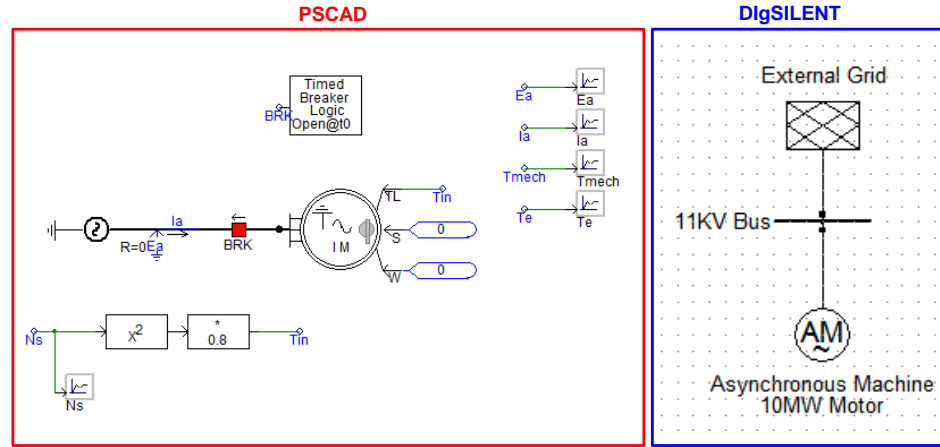 PSCAD
DIgSILENT
Timed
Breaker
Logic
Open@t0
BRK
Ea
Ea
Ia
Ia
Tmech
Tmech
Te
Te
TL
Tin
S
0
W
0
I M
Ia
R=0
Ea
BRK
Ns
X2
*
0.8
Tin
Ns
External Grid
11KV Bus
AM
~
Asynchronous Machine
10MW Motor